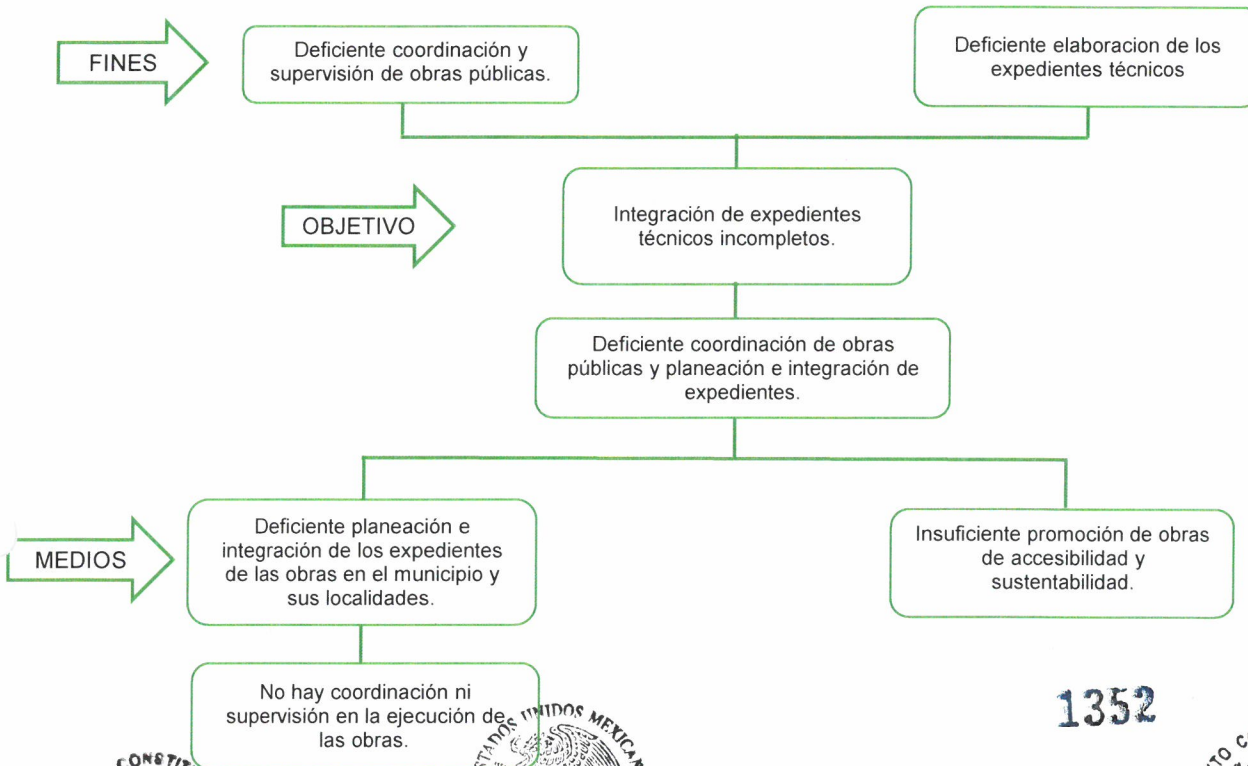 FINES
Deficiente coordinación y
supervisión de obras públicas.
Deficiente elaboracion de los
expedientes técnicos
OBJETIVO
Integración de expedientes
técnicos incompletos.
Deficiente coordinación de obras
públicas y planeación e integración de
expedientes.
MEDIOS
Deficiente planeación e
integración de los expedientes
de las obras en el municipio y
sus localidades.
Insuficiente promoción de obras
de accesibilidad y
sustentabilidad.
No hay coordinación ni
supervisión en la ejecución de
las obras.
1352
UNIDOS